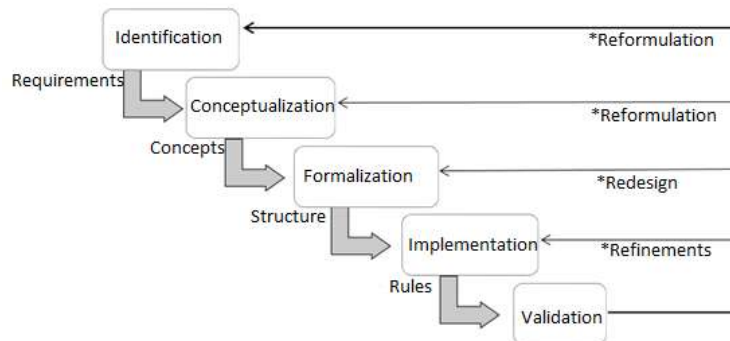 Identification
*Reformulation
Requirements
Conceptualization
*Reformulation
Concepts
Formalization
*Redesign
Structure
Implementation
*Refinements
Rules
Validation